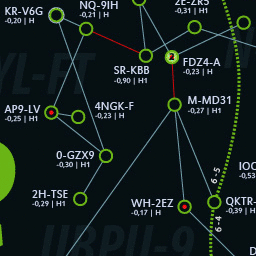 KR-V6G
-0,20 | H
NQ-9IH
-0,21 | H
2E-ZR5
-0,31 | H1
SR-KBB
-0,90 | H1
FDZ4-A
-0,23 | H
M-MD31
-0,27 | H1
AP9-LV
-0,25 | H1
4NGK-F
-0,23 | H
0-GZX9
-0,30 | H1
2H-TSE
-0,29 | H1
WH-2EZ
-0,17 | H
IOC
-0,53
QKTR-
-0,39 |
6-5
6-4